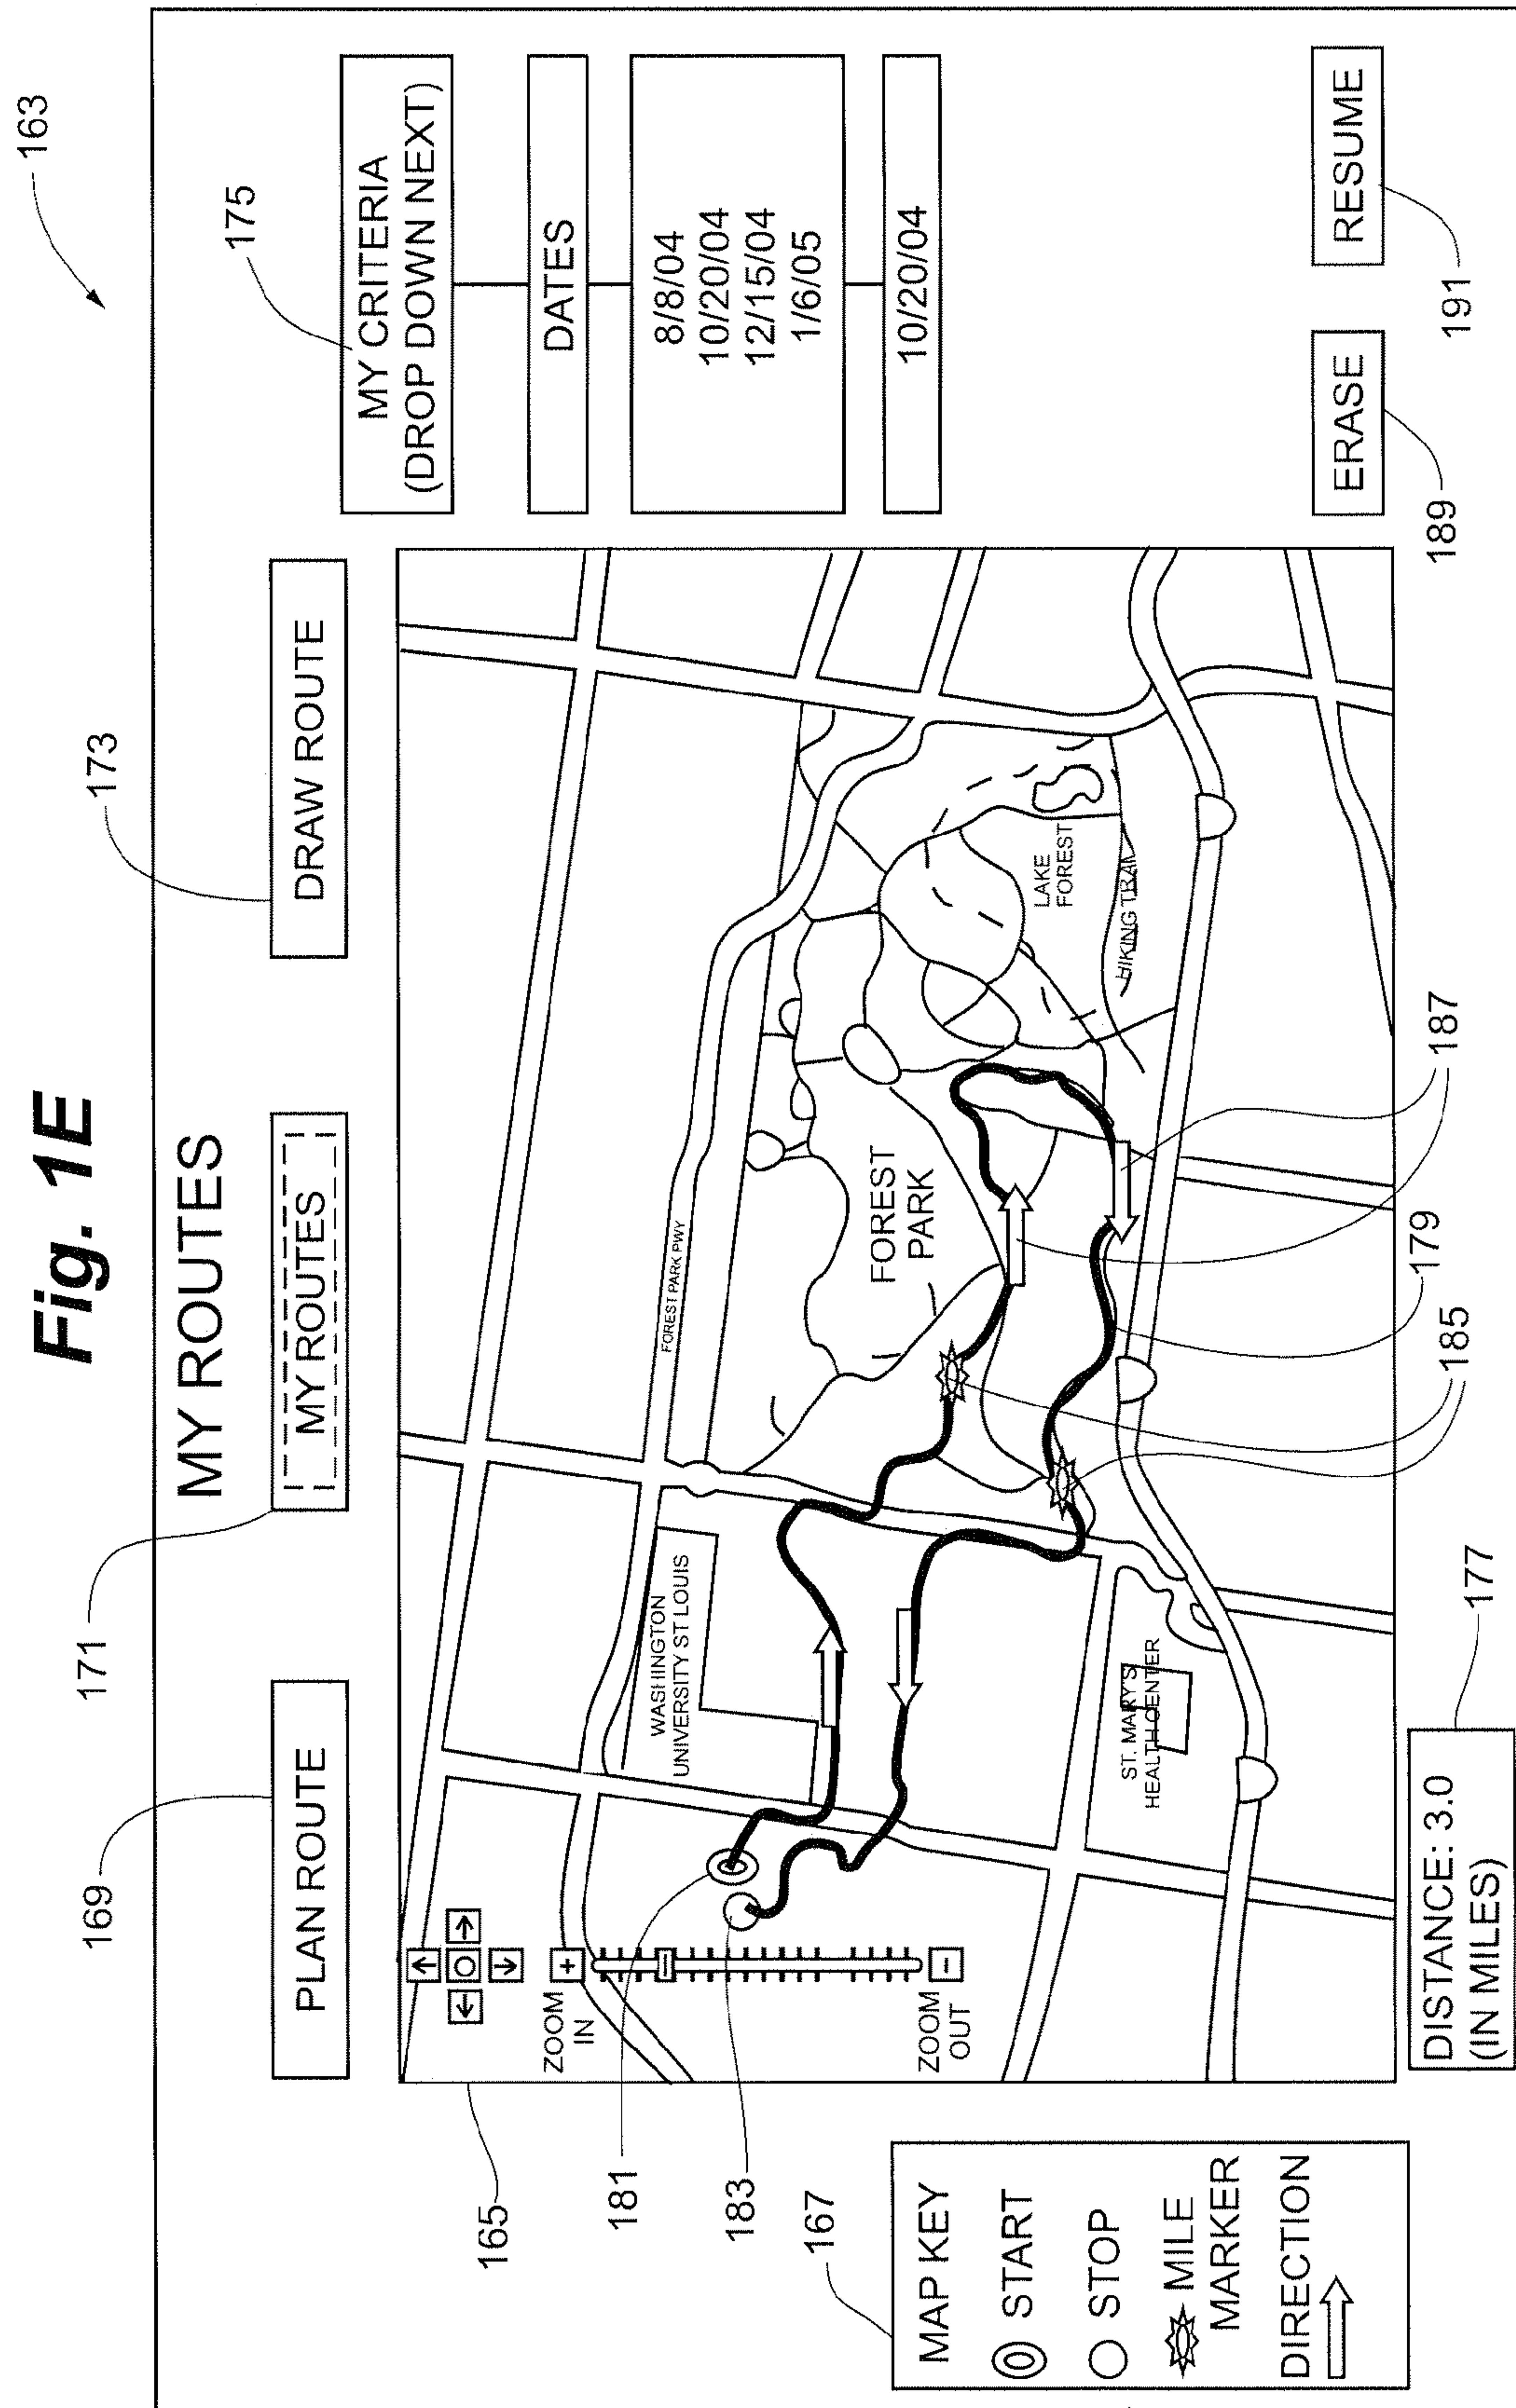 Fig. 1E
163
MY ROUTES
169
171
173
175
PLAN ROUTE
MY ROUTES
DRAW ROUTE
MY CRITERIA
(DROP DOWN NEXT)
DATES
8/8/04
10/20/04
12/15/04
1/6/05
10/20/04
165
ZOOM
IN
ZOOM
OUT
FOREST PARK PWY
WASHINGTON
UNIVERSITY ST LOUIS
FOREST
PARK
LAKE
FOREST
HIKING TRAIL
ST. MARY'S
HEALTH CENTER
181
183
167
MAP KEY
START
STOP
MILE
MARKER
DIRECTION
DISTANCE: 3.0
(IN MILES)
177
185
179
187
ERASE
RESUME
189
191